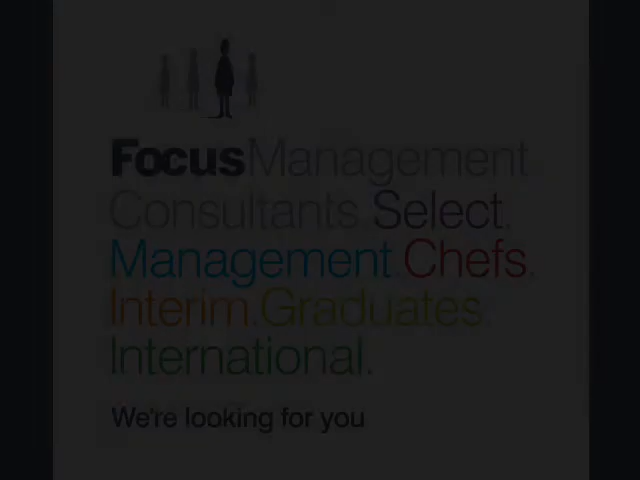 FocusManagement
Consultants.Select.
Management.Chefs.
Interim.Graduates.
International.
We're looking for you